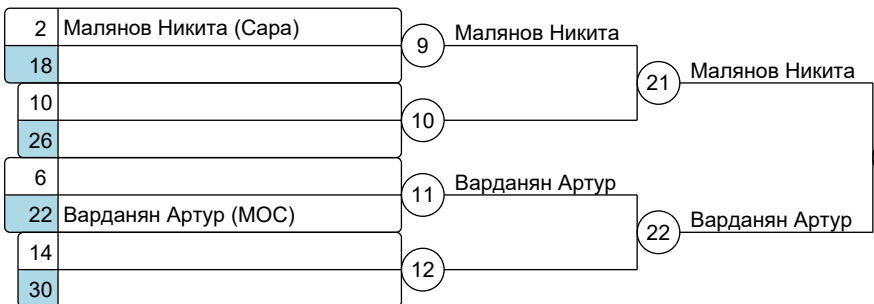 2 Малянов Никита (Сара)
9 Малянов Никита
18
21 Малянов Никита
10
10
26
6
11 Варданян Артур
22 Варданян Артур (МОС)
22 Варданян Артур
14
12
30